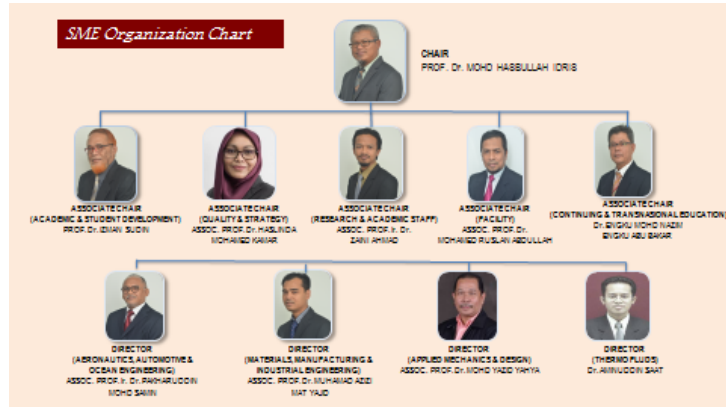 SME Organization Chart
CHAIR
PROF. Dr. MOHD HASBULLAH IDRIS
ASSOCIATE CHAIR
(ACADEMIC & STUDENT DEVELOPMENT)
PROF.Dr. IZMAN SUDIN
ASSOCIATE CHAIR
(QUALITY & STRATEGY)
ASSOC. PROF.Dr. HASLINDA
MOHAMED KAMAR
ASSOCIATE CHAIR
(RESEARCH & ACADEMIC STAFF)
ASSOC. PROF.Ir. Dr.
ZAINI AHMAD
ASSOCIATE CHAIR
(FACILITY)
ASSOC. PROF.Dr.
MOHAMED RUSLAN ABDULLAH
ASSOCIATE CHAIR
(CONTINUING & TRANSNATIONAL EDUCATION)
Dr. ENGKU MOHD NAZIM
ENGKU ABU BAKAR
DIRECTOR
(AERONAUTICS, AUTOMOTIVE &
OCEAN ENGINEERING)
ASSOC. PROF.Ir. Dr. PAKHARUDDIN
MOHD SAMIN
DIRECTOR
(MATERIALS, MANUFACTURING &
INDUSTRIAL ENGINEERING)
ASSOC. PROF.Dr. MUHAMAD AZIZI
MAT YAJID
DIRECTOR
(APPLIED MECHANICS & DESIGN)
ASSOC. PROF.Dr. MOHD YAZID YAHYA
DIRECTOR
(THERMO FLUIDS)
Dr. AMINUDDIN SAAT